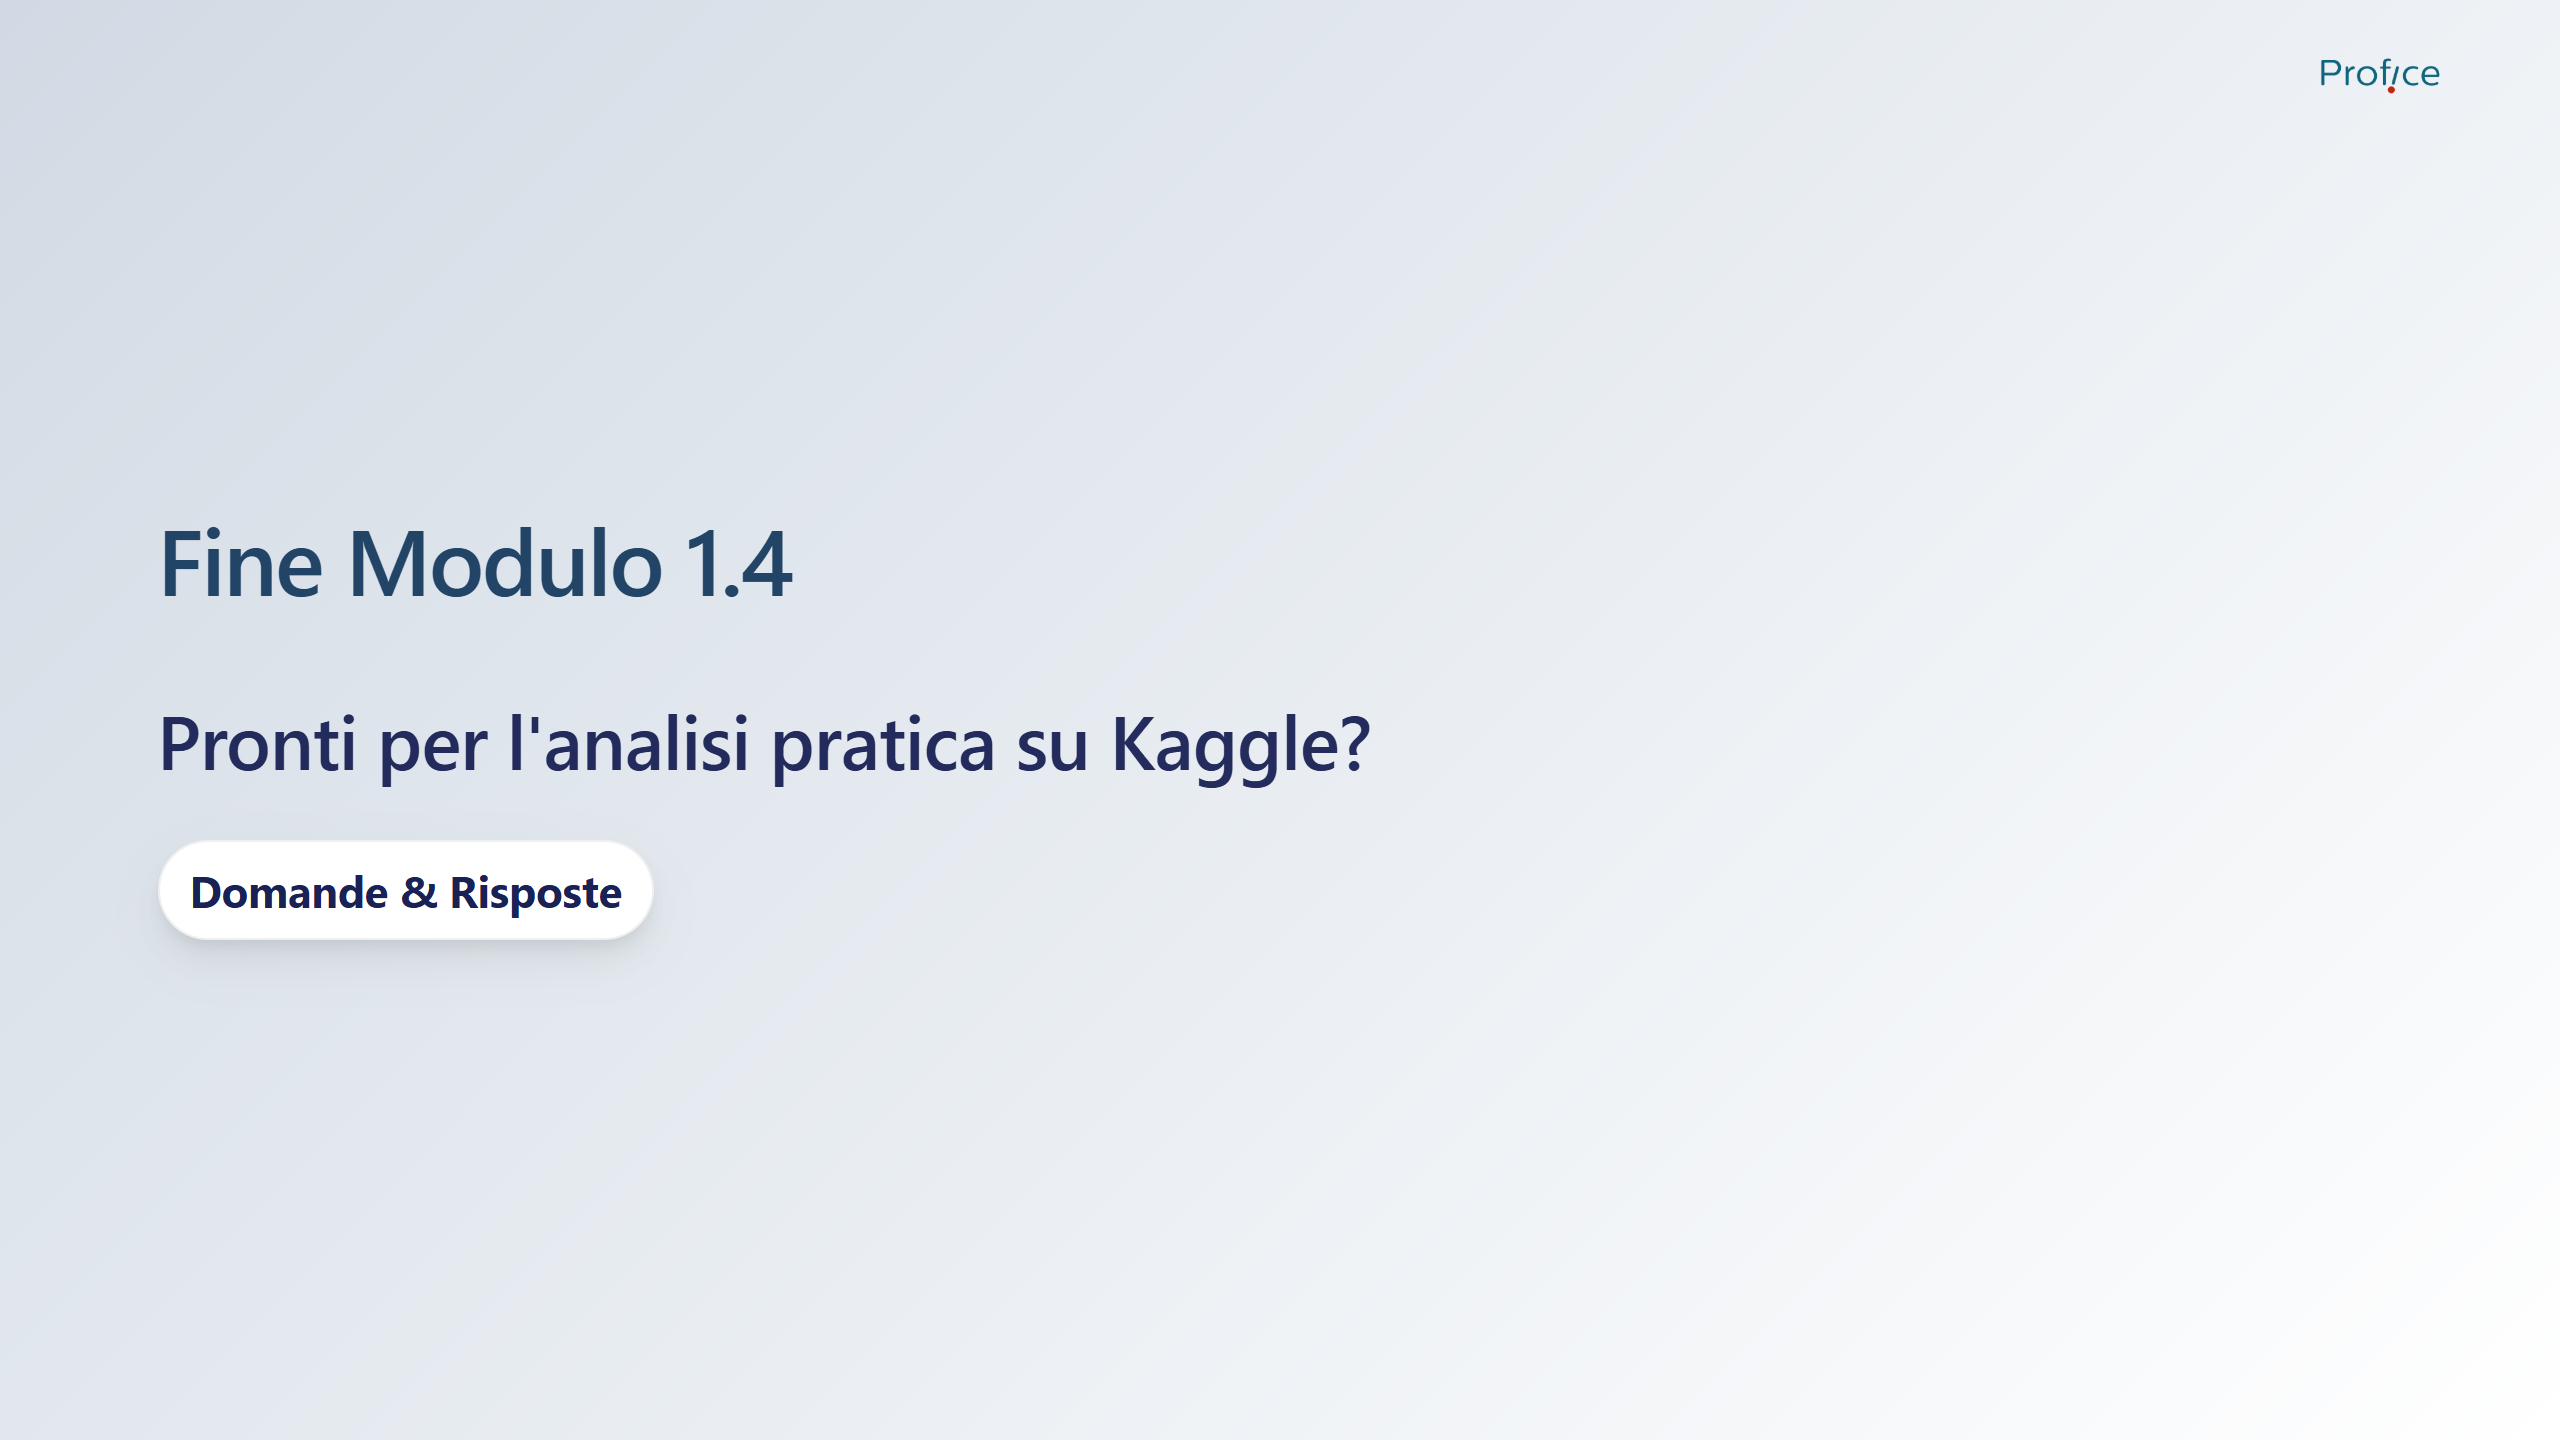 Profice
Fine Modulo 1.4
Pronti per l'analisi pratica su Kaggle?
Domande & Risposte